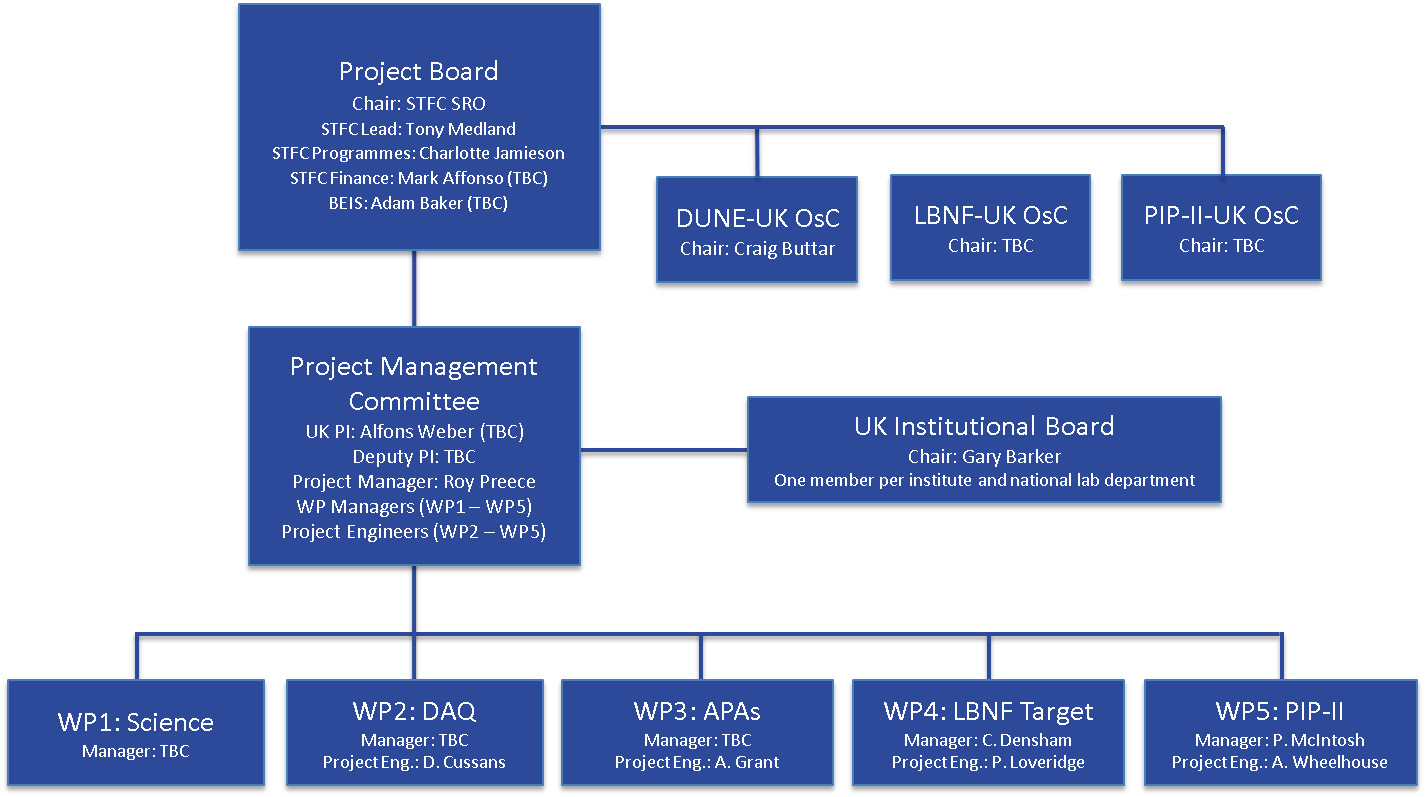 Project Board
Chair: STFC SRO
STFC Lead: Tony Medland
STFC Programmes: Charlotte Jamieson
STFC Finance: Mark Affonso (TBC)
BEIS: Adam Baker (TBC)
DUNE-UK OsC
Chair: Craig Buttar
LBNF-UK OsC
Chair: TBC
PIP-II-UK OsC
Chair: TBC
Project Management
Committee
UK PI: Alfons Weber (TBC)
Deputy PI: TBC
Project Manager: Roy Preece
WP Managers (WP1 – WP5)
Project Engineers (WP2 – WP5)
UK Institutional Board
Chair: Gary Barker
One member per institute and national lab department
WP1: Science
Manager: TBC
WP2: DAQ
Manager: TBC
Project Eng.: D. Cussans
WP3: APAs
Manager: TBC
Project Eng.: A. Grant
WP4: LBNF Target
Manager: C. Densham
Project Eng.: P. Loveridge
WP5: PIP-II
Manager: P. McIntosh
Project Eng.: A. Wheelhouse